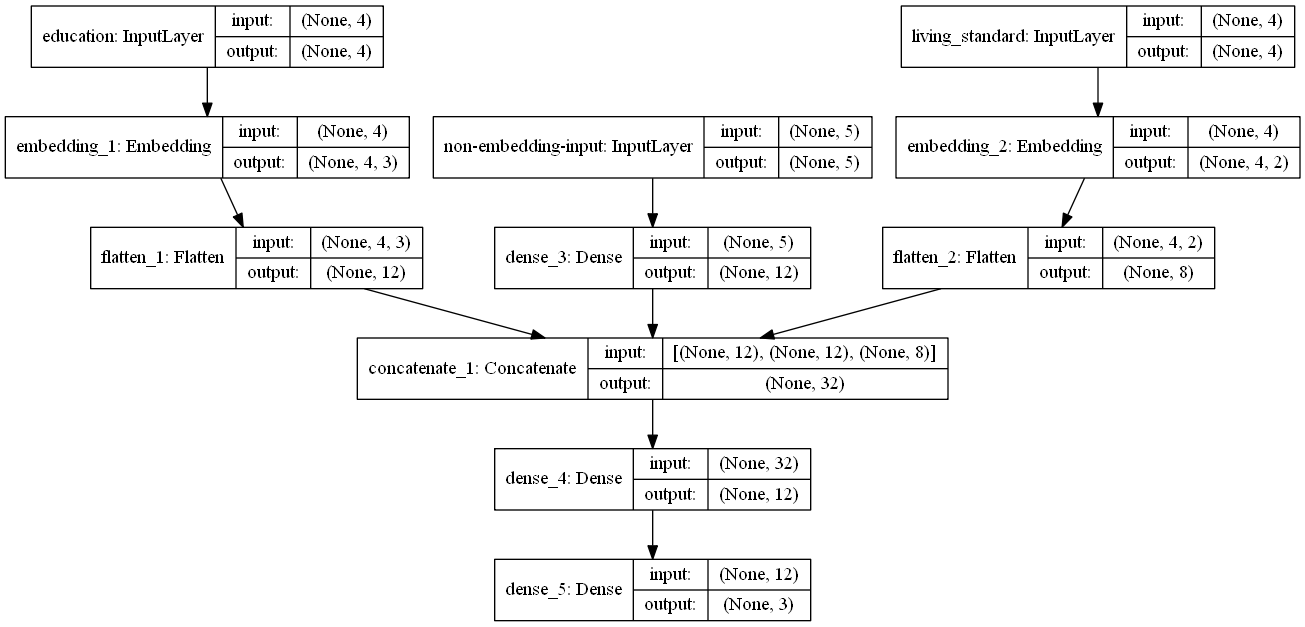 education: InputLayer
input: (None, 4)
output: (None, 4)
living_standard: InputLayer
input: (None, 4)
output: (None, 4)
embedding_1: Embedding
input: (None, 4)
output: (None, 4, 3)
non-embedding-input: InputLayer
input: (None, 5)
output: (None, 5)
embedding_2: Embedding
input: (None, 4)
output: (None, 4, 2)
flatten_1: Flatten
input: (None, 4, 3)
output: (None, 12)
dense_3: Dense
input: (None, 5)
output: (None, 12)
flatten_2: Flatten
input: (None, 4, 2)
output: (None, 8)
concatenate_1: Concatenate
input: [(None, 12), (None, 12), (None, 8)]
output: (None, 32)
dense_4: Dense
input: (None, 32)
output: (None, 12)
dense_5: Dense
input: (None, 12)
output: (None, 3)